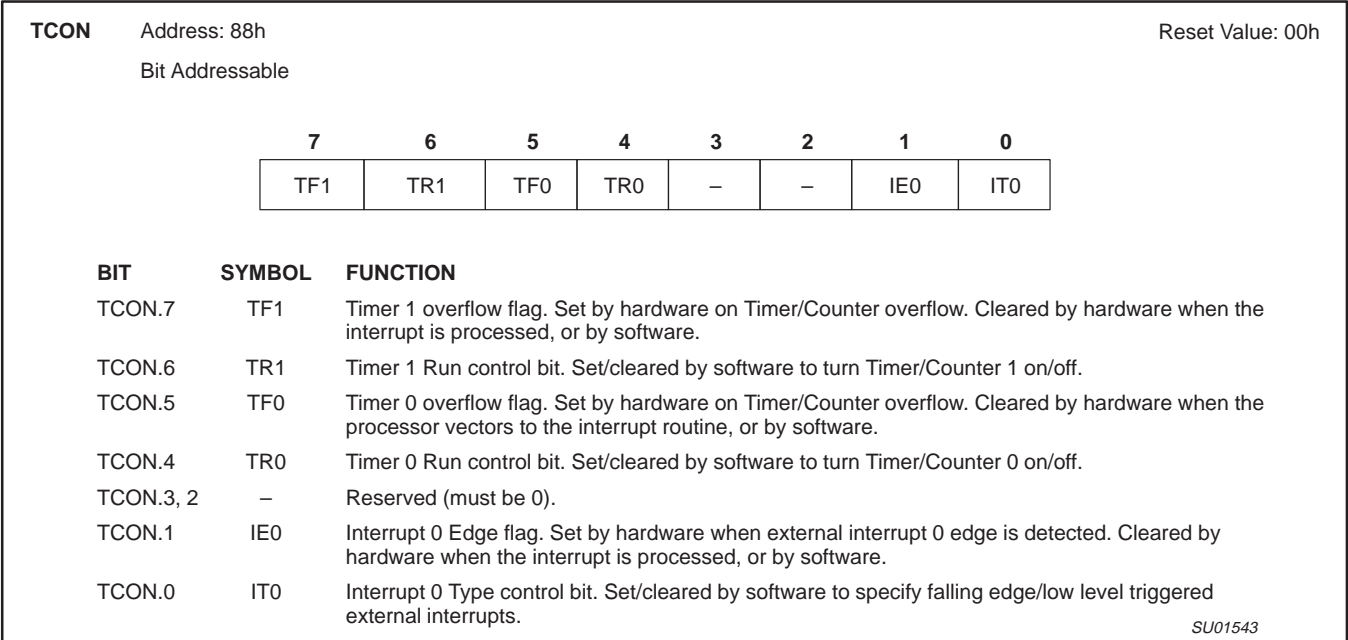 TCON Address: 88h Reset Value: 00h
Bit Addressable
7 6 5 4 3 2 1 0
TF1 TR1 TF0 TR0 – – IE0 IT0
BIT SYMBOL FUNCTION
TCON.7 TF1 Timer 1 overflow flag. Set by hardware on Timer/Counter overflow. Cleared by hardware when the
interrupt is processed, or by software.
TCON.6 TR1 Timer 1 Run control bit. Set/cleared by software to turn Timer/Counter 1 on/off.
TCON.5 TF0 Timer 0 overflow flag. Set by hardware on Timer/Counter overflow. Cleared by hardware when the
processor vectors to the interrupt routine, or by software.
TCON.4 TR0 Timer 0 Run control bit. Set/cleared by software to turn Timer/Counter 0 on/off.
TCON.3, 2 – Reserved (must be 0).
TCON.1 IE0 Interrupt 0 Edge flag. Set by hardware when external interrupt 0 edge is detected. Cleared by
hardware when the interrupt is processed, or by software.
TCON.0 IT0 Interrupt 0 Type control bit. Set/cleared by software to specify falling edge/low level triggered
external interrupts.
SU01543